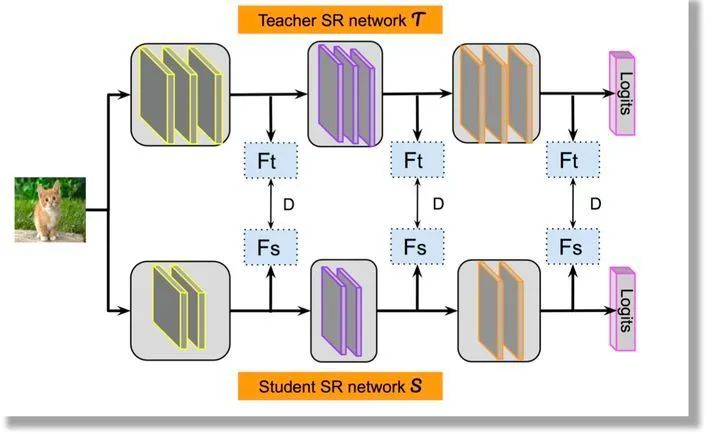 Teacher SR network 𝒯
Logits
Ft
Ft
Ft
D
D
D
Fs
Fs
Fs
Logits
Student SR network 𝒮